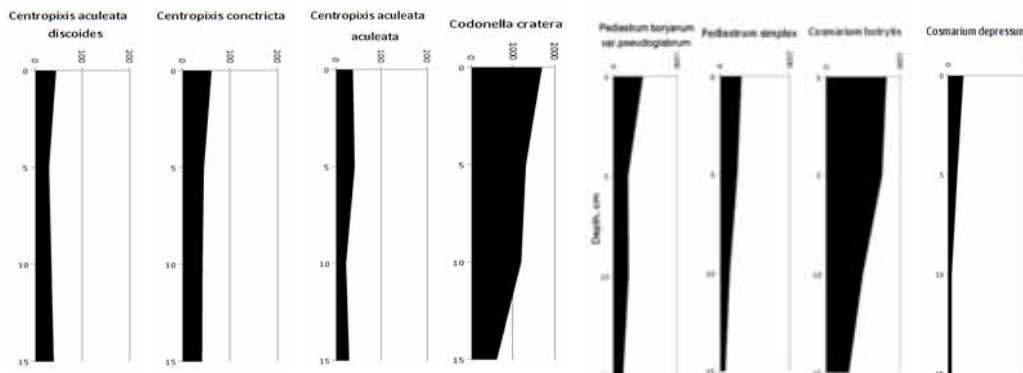 Centropixis aculeata
discoides
0 100 200
0
5
10
15
Centropixis conctricta
0 100 200
0
5
10
15
Centropixis aculeata
aculeata
0 100 200
0
5
10
15
Codonella cratera
0 1000 2000
0
5
10
15
Pediastrum boryanum
var.pseudoglabrum
0
Depth, cm
0
5
10
Pediastrum simplex
0
5
10
Cosmarium botrytis
0
0
5
10
Cosmarium depressum
0
0
5
10